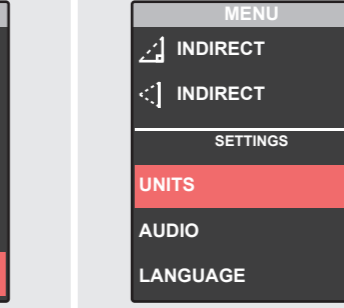 MENU
INDIRECT
INDIRECT
SETTINGS
UNITS
AUDIO
LANGUAGE